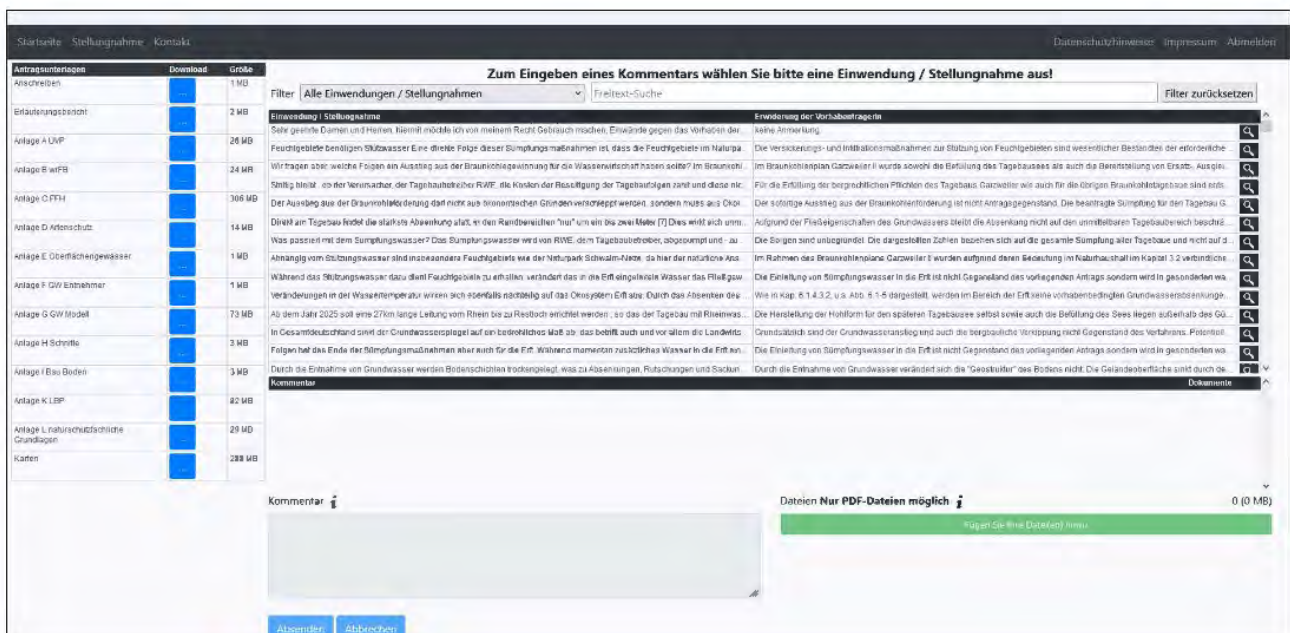 Startseite Stellungnahme Kontakt
Datenschutzhinweise Impressum Abmelden
Antragsunterlagen Download Größe
Anschreiben ... 1 MB
Erläuterungsbericht ... 2 MB
Anlage A UVP ... 26 MB
Anlage B wrFB ... 24 MB
Anlage C FFH ... 306 MB
Anlage D Artenschutz ... 14 MB
Anlage E Oberflächengewässer ... 1 MB
Anlage F GW Entnehmer ... 1 MB
Anlage G GW Modell ... 73 MB
Anlage H Schnitte ... 3 MB
Anlage I Bau Boden ... 3 MB
Anlage K LBP ... 82 MB
Anlage L naturschutzfachliche
Grundlagen ... 29 MB
Karten ... 288 MB
Zum Eingeben eines Kommentars wählen Sie bitte eine Einwendung / Stellungnahme aus!
Filter Alle Einwendungen / Stellungnahmen Freitext-Suche Filter zurücksetzen
Einwendung / Stellungnahme Erwiderung der Vorhabenträgerin
Sehr geehrte Damen und Herren, hiermit möchte ich von meinem Recht Gebrauch machen, Einwände gegen das Vorhaben der... keine Anmerkung
Feuchtgebiete benötigen Stützwasser Eine direkte Folge dieser Sümpfungsmaßnahmen ist, dass die Feuchtgebiete im Naturpa... Die Versickerungs- und Infiltrationsmaßnahmen zur Stützung von Feuchtgebieten sind wesentlicher Bestandteil der erforderliche...
Wir fragen aber welche Folgen ein Ausstieg aus der Braunkohlegewinnung für die Wasserwirtschaft haben sollte? Im Braunkohl... Im Braunkohlenplan Garzweiler II wurde sowohl die Befüllung des Tagebausees als auch die Bereitstellung von Ersatz-, Ausglei...
Strittig bleibt, ob der Verursacher, der Tagebaubetreiber RWE, die Kosten der Beseitigung der Tagebaufolgen zahlt und diese nic... Für die Erfüllung der bergrechtlichen Pflichten des Tagebaus Garzweiler wie auch für die übrigen Braunkohletagebaue sind ents...
Der Ausstieg aus der Braunkohleförderung darf nicht aus ökonomischen Gründen verschleppt werden, sondern muss aus Ökol... Der sofortige Ausstieg aus der Braunkohlenförderung ist nicht Antragsgegenstand. Die beantragte Sümpfung für den Tagebau G...
Direkt am Tagebau findet die stärkste Absenkung statt, in den Randbereichen "nur" um ein bis zwei Meter [7] Dies wirkt sich unm... Aufgrund der Fließeigenschaften des Grundwassers bleibt die Absenkung nicht auf den unmittelbaren Tagebaubereich beschrä...
Was passiert mit dem Sümpfungswasser? Das Sümpfungswasser wird von RWE, dem Tagebaubetreiber, abgepumpt und - zu... Die Sorgen sind unbegründet. Die dargestellten Zahlen beziehen sich auf die gesamte Sümpfung aller Tagebaue und nicht auf d...
Abhängig vom Stützungswasser sind insbesondere Feuchtgebiete wie der Naturpark Schwalm-Nette, da hier der natürliche Ans... Im Rahmen des Braunkohlenplans Garzweiler II wurden aufgrund deren Bedeutung im Naturhaushalt im Kapitel 3.2 verbindliche...
Während das Stützungswasser dazu dient Feuchtgebiete zu erhalten, verändert das in die Erft eingeleitete Wasser das Fließgew... Die Einleitung von Sümpfungswasser in die Erft ist nicht Gegenstand des vorliegenden Antrags sondern wird in gesonderten wa...
Veränderungen in der Wassertemperatur wirken sich ebenfalls nachteilig auf das Ökosystem Erft aus. Durch das Absenken des... Wie in Kap. 6.1.4.3.2, u.a. Abb. 6.1-5 dargestellt, werden im Bereich der Erft keine vorhabenbedingten Grundwasserabsenkunge...
Ab dem Jahr 2025 soll eine 27km lange Leitung vom Rhein bis zu Restloch errichtet werden , so das der Tagebau mit Rheinwas... Die Herstellung der Hohlform für den späteren Tagebausee selbst sowie auch die Befüllung des Sees liegen außerhalb des Gü...
In Gesamtdeutschland sinkt der Grundwasserspiegel auf ein bedrohliches Maß ab, das betrifft auch und vor allem die Landwirts... Grundsätzlich sind der Grundwasseranstieg und auch die bergbauliche Verkippung nicht Gegenstand des Verfahrens. Potentiell...
Folgen hat das Ende der Sümpfungsmaßnahmen aber auch für die Erft. Während momentan zusätzliches Wasser in die Erft ein... Die Einleitung von Sümpfungswasser in die Erft ist nicht Gegenstand des vorliegenden Antrags sondern wird in gesonderten wa...
Durch die Entnahme von Grundwasser werden Bodenschichten trockengelegt, was zu Absenkungen, Rutschungen und Sackun... Durch die Entnahme von Grundwasser verändert sich die "Geostruktur" des Bodens nicht. Die Geländeoberfläche sinkt durch de...
Kommentar Dokumente
Kommentar i
Dateien Nur PDF-Dateien möglich i 0 (0 MB)
Fügen Sie Ihre Datei(en) hinzu
Absenden Abbrechen